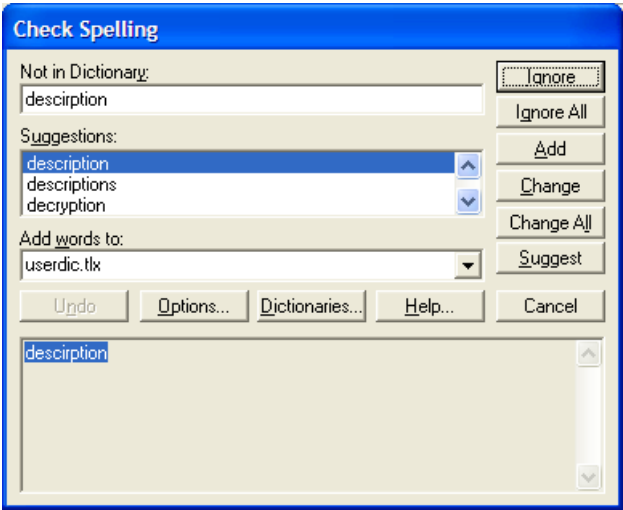 Check Spelling
Not in Dictionary:
descirption
Suggestions:
description
descriptions
decryption
Add words to:
userdic.tlx
Ignore
Ignore All
Add
Change
Change All
Suggest
Undo
Options...
Dictionaries...
Help...
Cancel
descirption